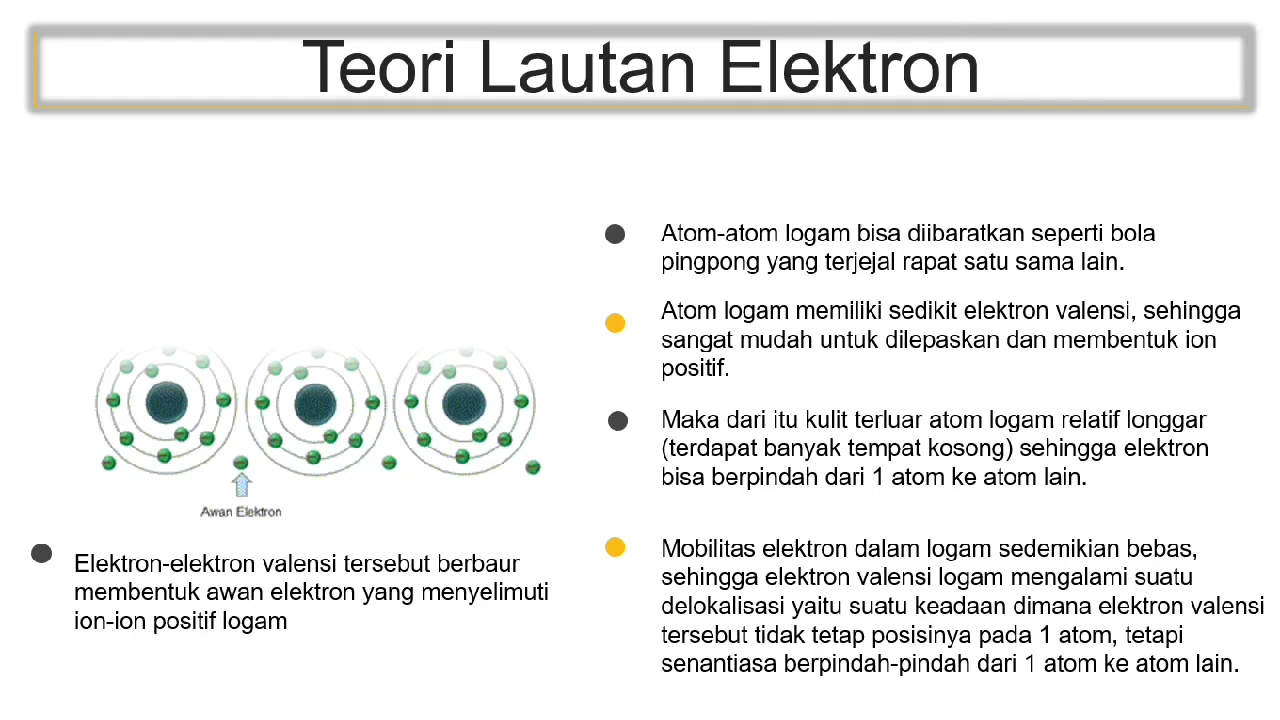 Teori Lautan Elektron
Atom-atom logam bisa diibaratkan seperti bola
pingpong yang terjejal rapat satu sama lain.
Atom logam memiliki sedikit elektron valensi, sehingga
sangat mudah untuk dilepaskan dan membentuk ion
positif.
Maka dari itu kulit terluar atom logam relatif longgar
(terdapat banyak tempat kosong) sehingga elektron
bisa berpindah dari 1 atom ke atom lain.
Mobilitas elektron dalam logam sedemikian bebas,
sehingga elektron valensi logam mengalami suatu
delokalisasi yaitu suatu keadaan dimana elektron valensi
tersebut tidak tetap posisinya pada 1 atom, tetapi
senantiasa berpindah-pindah dari 1 atom ke atom lain.
Awan Elektron
Elektron-elektron valensi tersebut berbaur
membentuk awan elektron yang menyelimuti
ion-ion positif logam